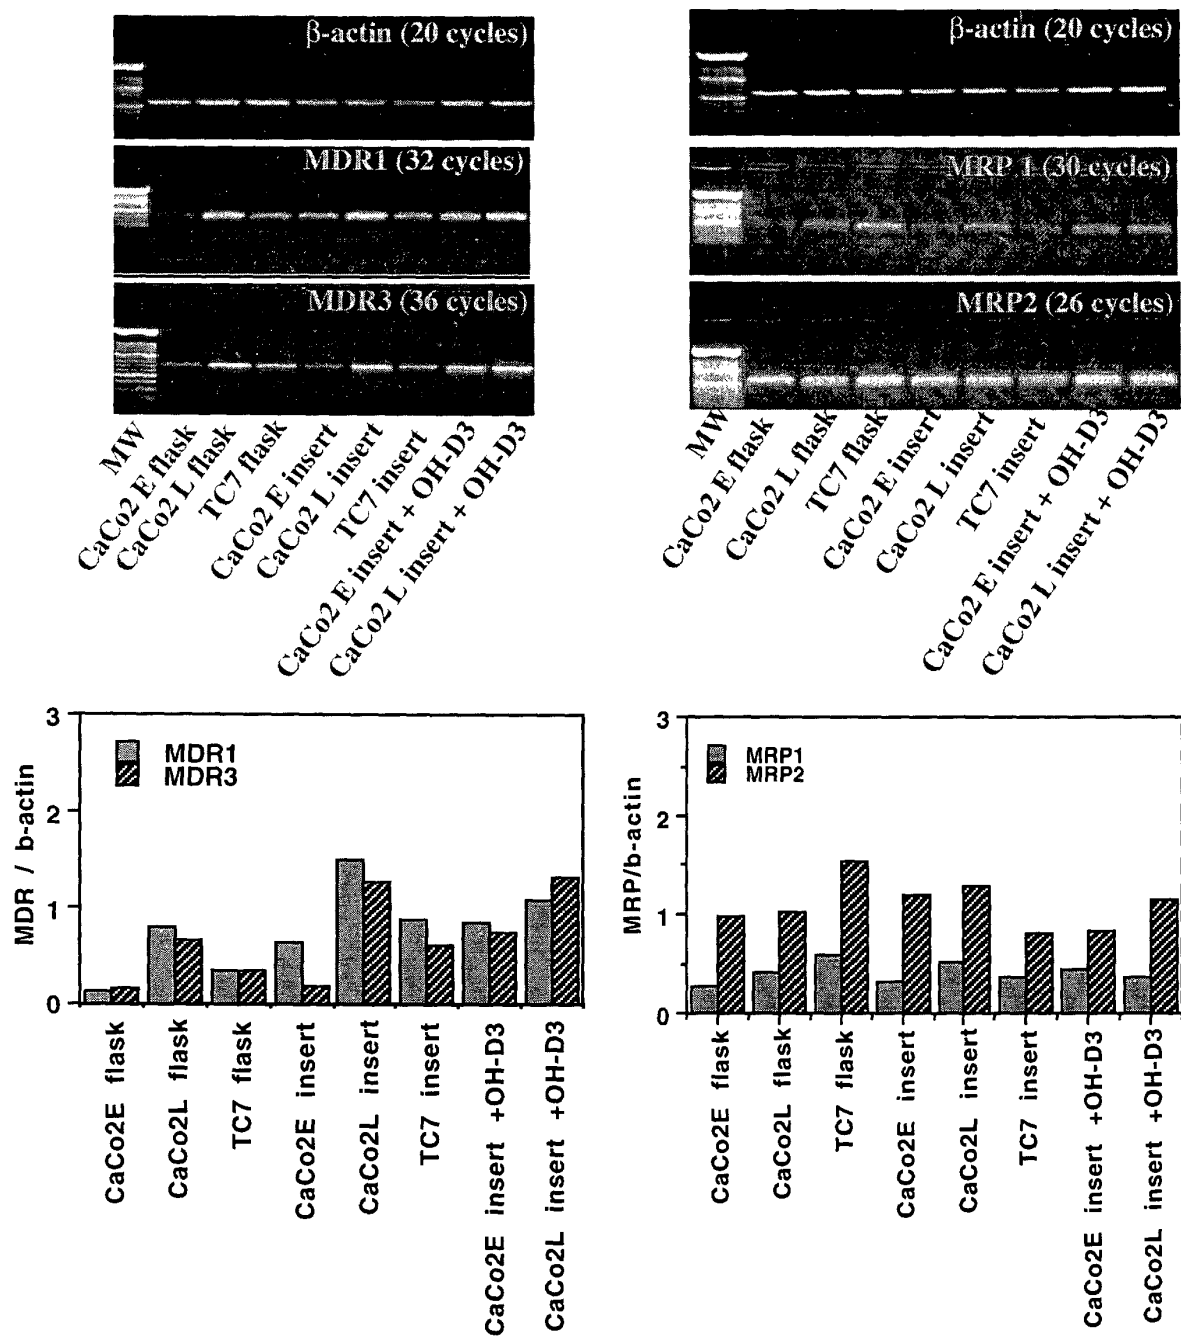 β-actin (20 cycles)
MDR1 (32 cycles)
MDR3 (36 cycles)
MW
CaCo2 E flask
CaCo2 L flask
TC7 flask
CaCo2 E insert
CaCo2 L insert
TC7 insert
CaCo2 E insert + OH-D3
CaCo2 L insert + OH-D3
β-actin (20 cycles)
MRP 1 (30 cycles)
MRP2 (26 cycles)
MW
CaCo2 E flask
CaCo2 L flask
TC7 flask
CaCo2 E insert
CaCo2 L insert
TC7 insert
CaCo2 E insert + OH-D3
CaCo2 L insert + OH-D3
MDR / b-actin
3
2
1
0
MDR1
MDR3
CaCo2E flask
CaCo2L flask
TC7 flask
CaCo2E insert
CaCo2L insert
TC7 insert
CaCo2E insert +OH-D3
CaCo2L insert +OH-D3
MRP/b-actin
3
2
1
0
MRP1
MRP2
CaCo2E flask
CaCo2L flask
TC7 flask
CaCo2E insert
CaCo2L insert
TC7 insert
CaCo2E insert +OH-D3
CaCo2L insert +OH-D3